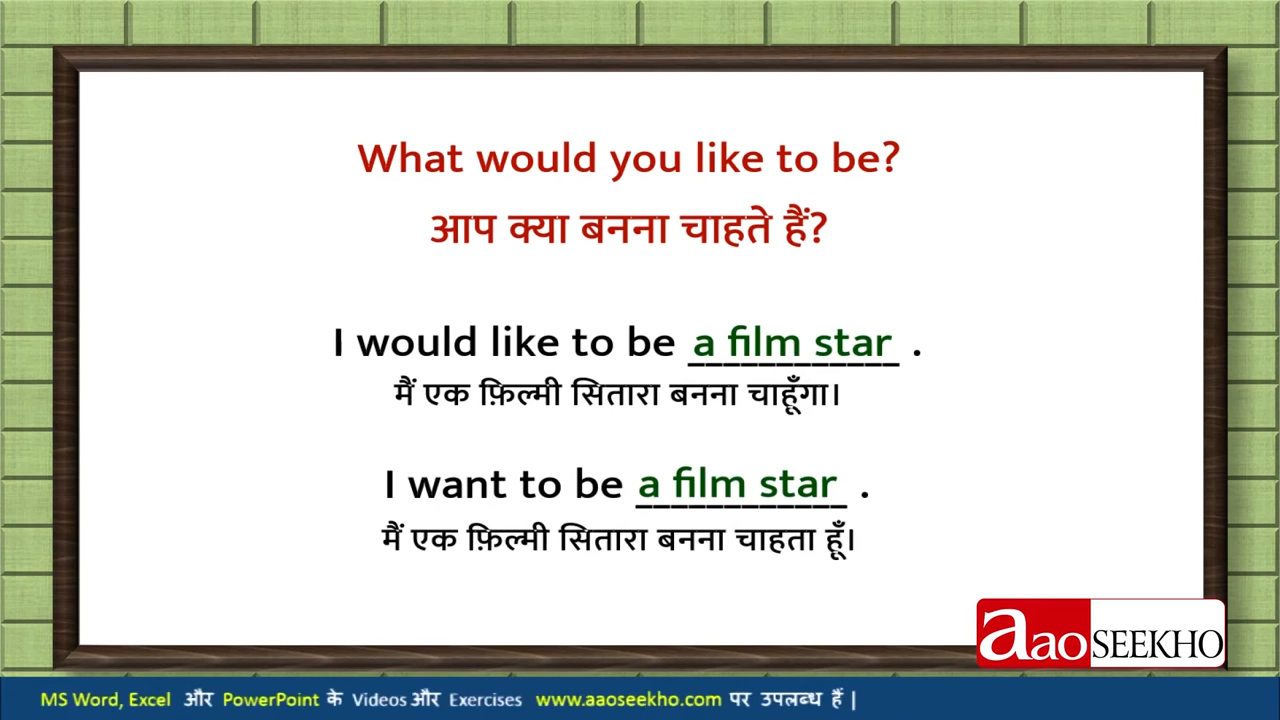 What would you like to be?
आप क्या बनना चाहते हैं?
I would like to be a film star .
मैं एक फ़िल्मी सितारा बनना चाहूँगा।
I want to be a film star .
मैं एक फ़िल्मी सितारा बनना चाहता हूँ।
aaoSEEKHO
MS Word, Excel और PowerPoint के Videos और Exercises www.aaoseekho.com पर उपलब्ध हैं |